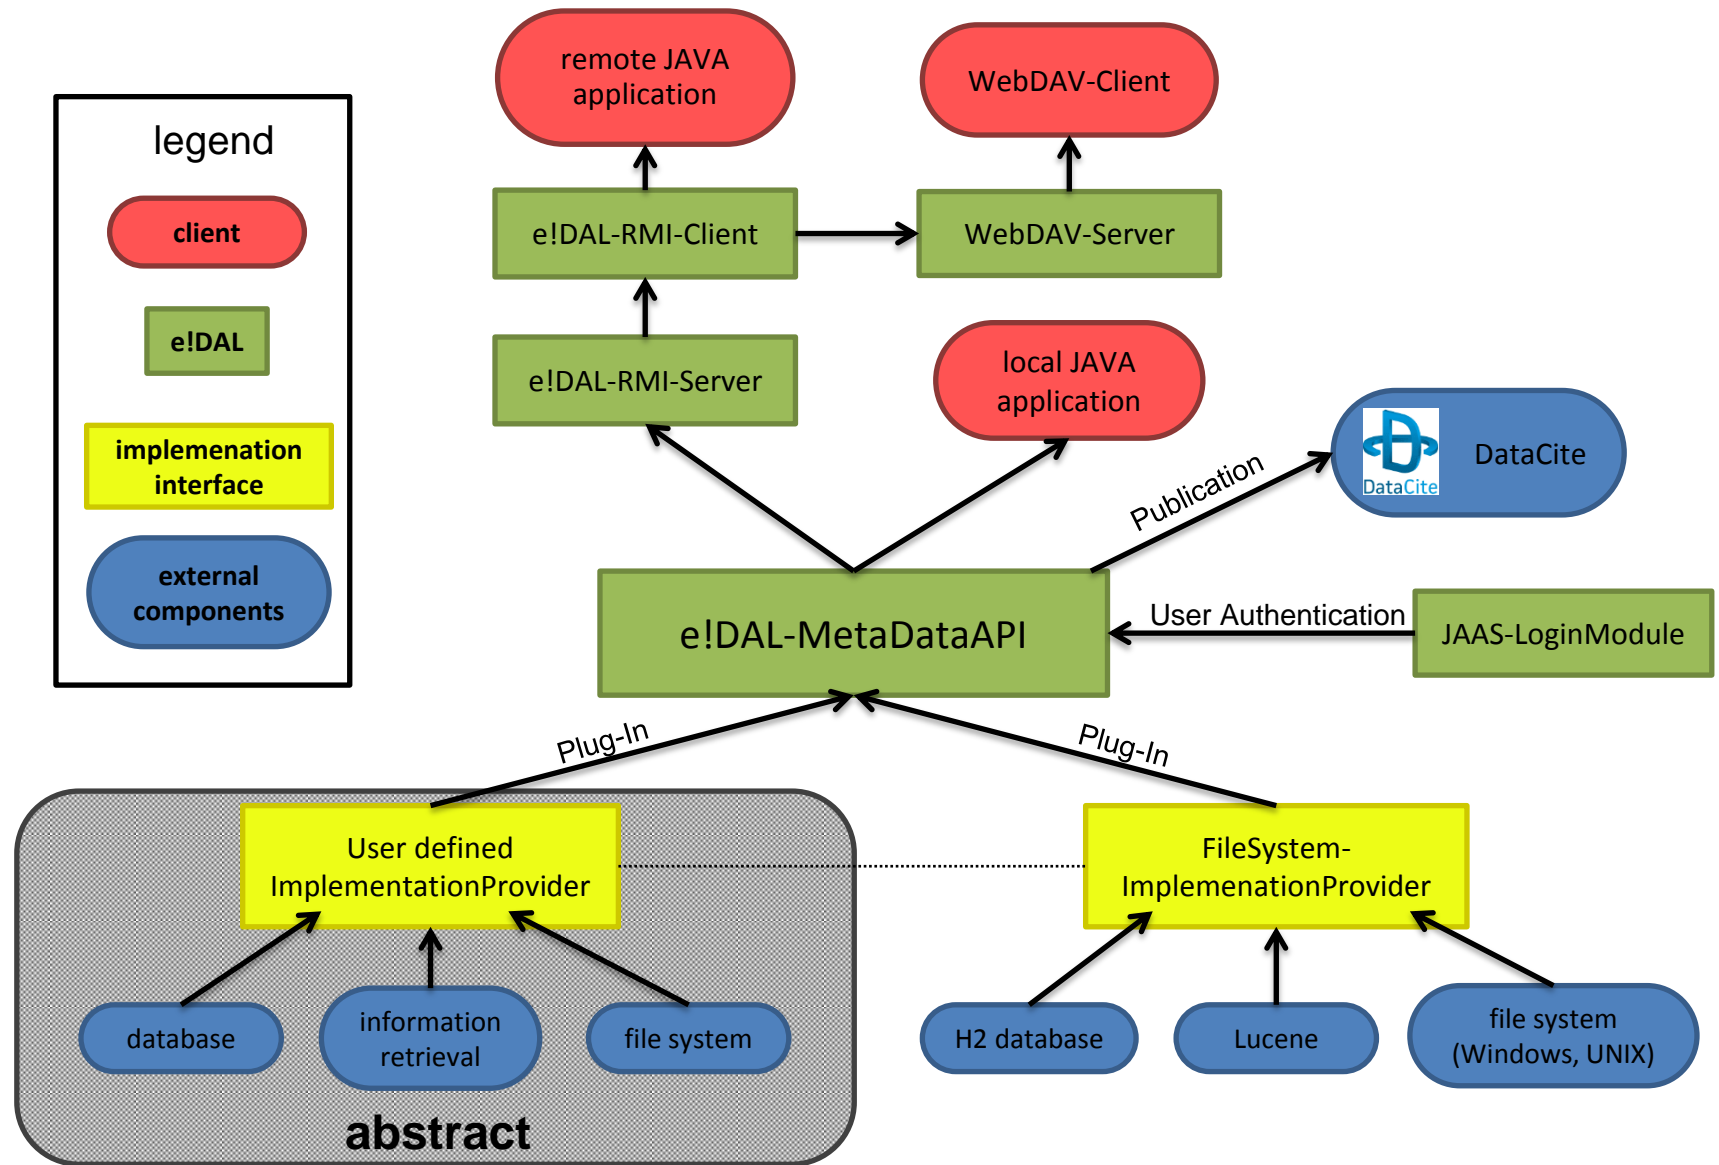 legend
client
e!DAL
implemenation
interface
external
components
remote JAVA
application
WebDAV-Client
e!DAL-RMI-Client
WebDAV-Server
e!DAL-RMI-Server
local JAVA
application
DataCite
DataCite
Publication
e!DAL-MetaDataAPI
User Authentication
JAAS-LoginModule
Plug-In
Plug-In
User defined
ImplementationProvider
FileSystem-
ImplemenationProvider
database
information
retrieval
file system
H2 database
Lucene
file system
(Windows, UNIX)
abstract